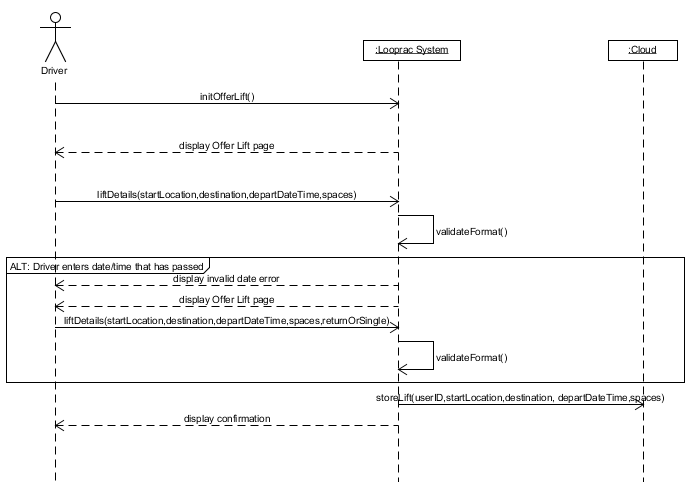 :Looprac System
:Cloud
Driver
initOfferLift()
display Offer Lift page
liftDetails(startLocation,destination,departDateTime,spaces)
validateFormat()
ALT: Driver enters date/time that has passed
display invalid date error
display Offer Lift page
liftDetails(startLocation,destination,departDateTime,spaces,returnOrSingle)
validateFormat()
storeLift(userID,startLocation,destination, departDateTime,spaces)
display confirmation